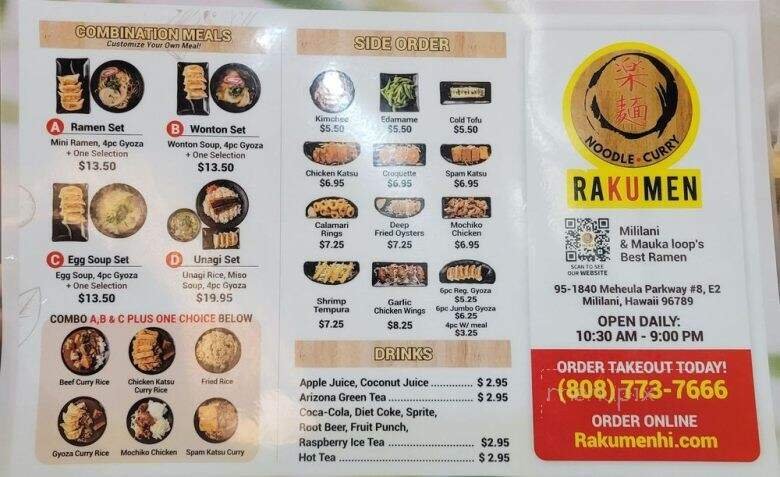 COMBINATION MEALS
Customize Your Own Meal!
A Ramen Set
Mini Ramen, 4pc Gyoza
+ One Selection
$13.50
B Wonton Set
Wonton Soup, 4pc Gyoza
+ One Selection
$13.50
C Egg Soup Set
Egg Soup, 4pc Gyoza
+ One Selection
$13.50
D Unagi Set
Unagi Rice, Miso
Soup, 4pc Gyoza
$19.95
COMBO A,B & C PLUS ONE CHOICE BELOW
Beef Curry Rice
Chicken Katsu
Curry Rice
Fried Rice
Gyoza Curry Rice
Mochiko Chicken
Spam Katsu Curry
SIDE ORDER
Kimchee
$5.50
Edamame
$5.50
Cold Tofu
$5.50
Chicken Katsu
$6.95
Croquette
$6.95
Spam Katsu
$6.95
Calamari
Rings
$7.25
Deep
Fried Oysters
$7.25
Mochiko
Chicken
$6.95
Shrimp
Tempura
$7.25
Garlic
Chicken Wings
$8.25
6pc Reg. Gyoza
$5.25
6pc Jumbo Gyoza
$6.25
4pc W/ meal
$3.25
DRINKS
Apple Juice, Coconut Juice .............. $ 2.95
Arizona Green Tea ........................ $ 2.95
Coca-Cola, Diet Coke, Sprite,
Root Beer, Fruit Punch,
Raspberry Ice Tea ........................ $2.95
Hot Tea ........................................ $ 2.95
楽麺
NOODLE • CURRY
RAKUMEN
SCAN TO SEE
OUR WEBSITE
Mililani
& Mauka loop's
Best Ramen
95-1840 Meheula Parkway #8, E2
Mililani, Hawaii 96789
OPEN DAILY:
10:30 AM - 9:00 PM
ORDER TAKEOUT TODAY!
(808) 773-7666
ORDER ONLINE
Rakumenhi.com